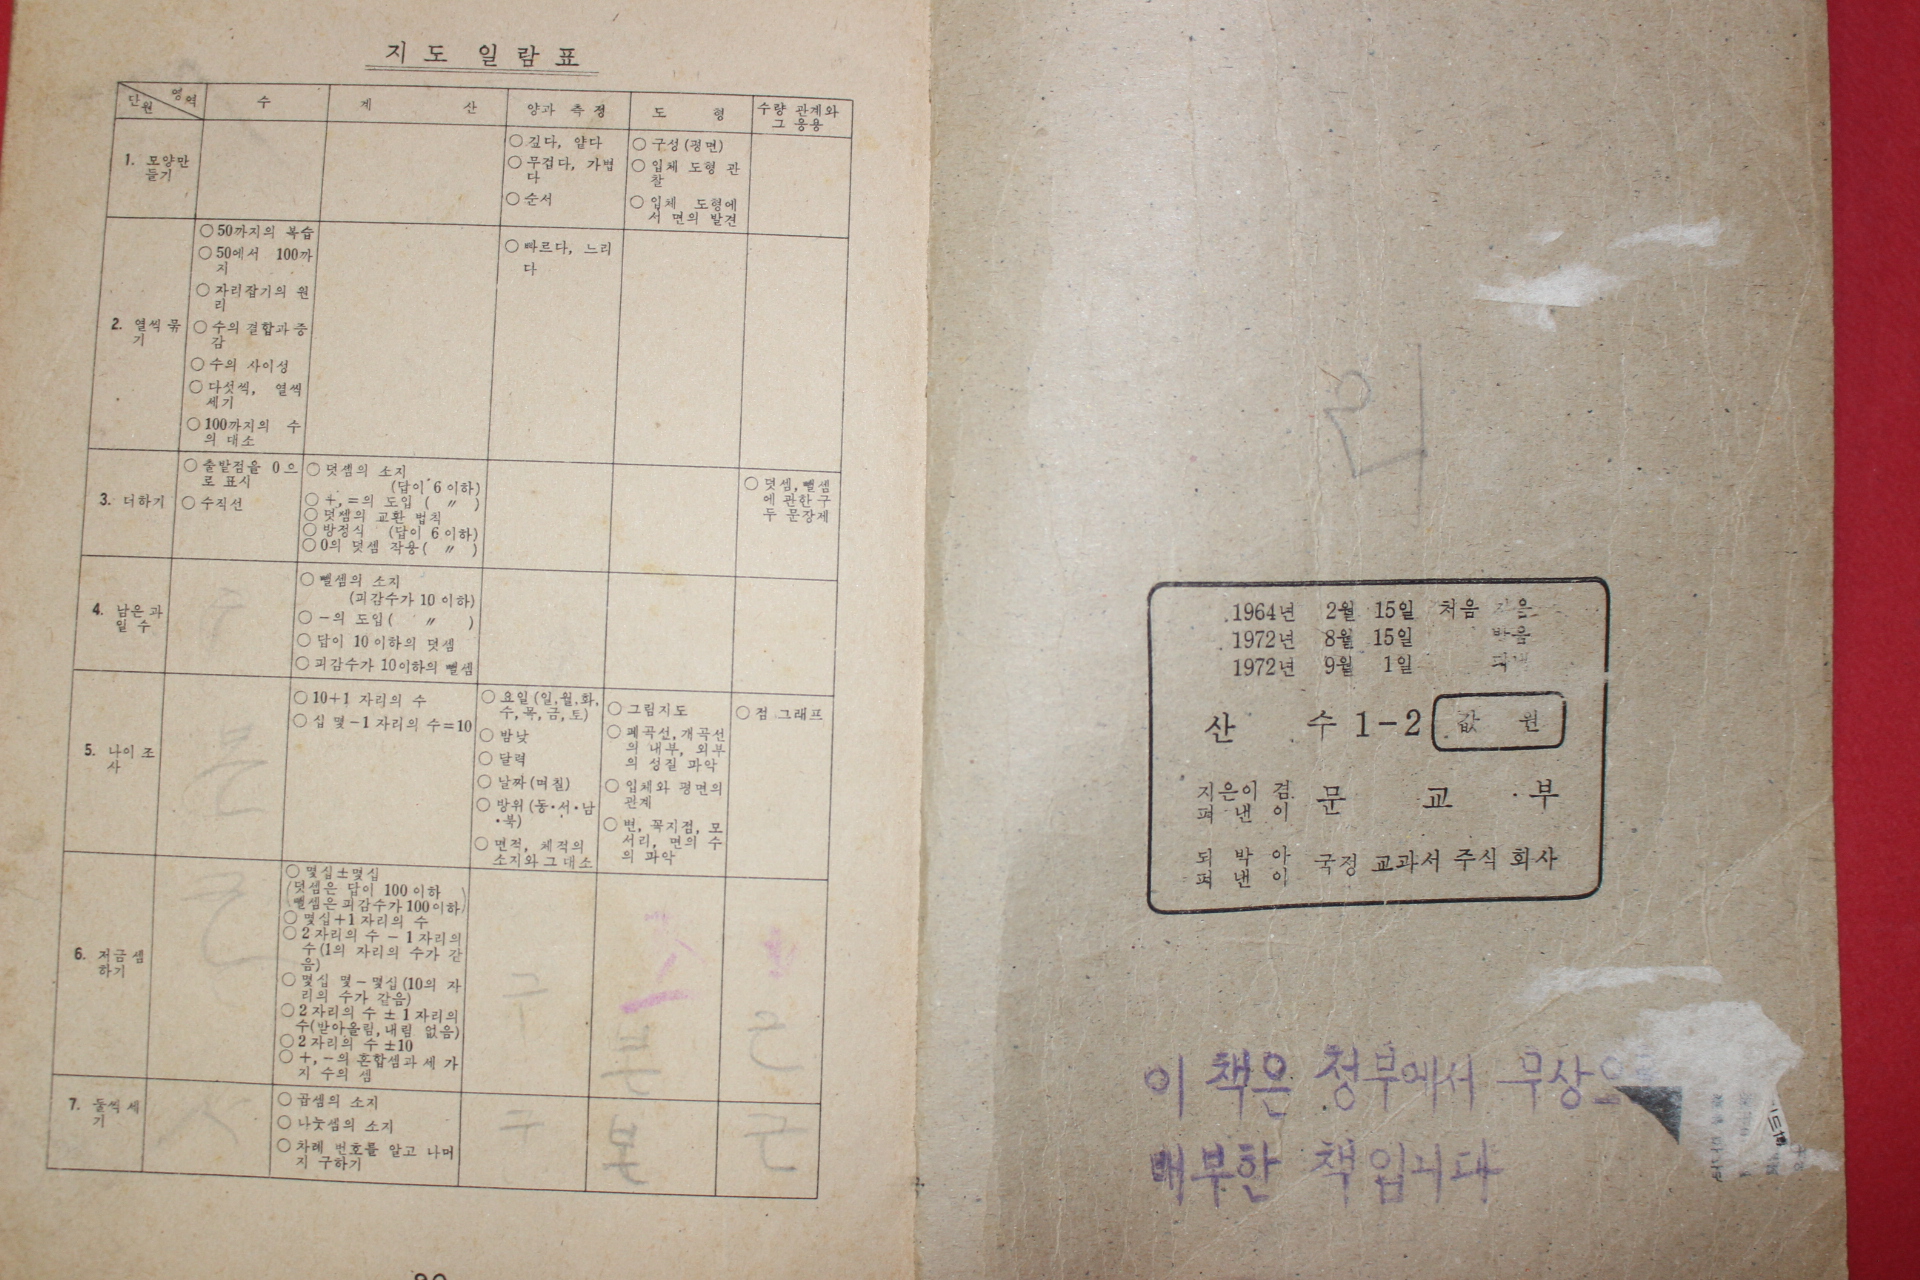 지도 일람표
단원 영역
수
계 산
양과 측정
도 형
수량 관계와
그 응용
1. 모양만
들기
○ 깊다, 얕다
○ 무겁다, 가볍
다
○ 순서
○ 구성(평면)
○ 입체 도형 관
찰
○ 입체 도형에
서 면의 발견
2. 열씩 묶
기
○ 50까지의 복습
○ 50에서 100까
지
○ 자리잡기의 원
리
○ 수의 결합과 증
감
○ 수의 사이성
○ 다섯씩, 열씩
세기
○ 100까지의 수
의 대소
○ 빠르다, 느리
다
3. 더하기
○ 출발점을 0으
로 표시
○ 수직선
○ 덧셈의 소지
(답이 6 이하)
○ +, =의 도입 ( 〃 )
○ 덧셈의 교환 법칙
○ 방정식 (답이 6 이하)
○ 0의 덧셈 작용( 〃 )
○ 덧셈, 뺄셈
에 관한 구
두 문장제
4. 남은 과
일 수
○ 뺄셈의 소지
(피감수가 10 이하)
○ -의 도입( 〃 )
○ 답이 10 이하의 덧셈
○ 피감수가 10이하의 뺄셈
5. 나이 조
사
○ 10+1 자리의 수
○ 십 몇-1 자리의 수=10
○ 요일(일,월,화,
수,목,금,토)
○ 밤낮
○ 달력
○ 날짜(며칠)
○ 방위(동·서·남
·북)
○ 면적, 체적의
소지와 그 대소
○ 그림지도
○ 폐곡선, 개곡선
의 내부, 외부
의 성질 파악
○ 입체와 평면의
관계
○ 변, 꼭지점, 모
서리, 면의 수
의 파악
○ 점 그래프
6. 저금 셈
하기
○ 몇십±몇십
(덧셈은 답이 100 이하
뺄셈은 피감수가 100이하)
○ 몇십+1 자리의 수
○ 2 자리의 수 - 1 자리의
수(1의 자리의 수가 같
음)
○ 몇십 몇-몇십(10의 자
리의 수가 같음)
○ 2 자리의 수 ± 1 자리의
수(받아올림, 내림 없음)
○ 2 자리의 수 ±10
○ +, -의 혼합셈과 세 가
지 수의 셈
7. 둘씩 세
기
○ 곱셈의 소지
○ 나눗셈의 소지
○ 차례 번호를 알고 나머
지 구하기
1964년 2월 15일 처음 지음
1972년 8월 15일 박음
1972년 9월 1일 펴냄
산 수 1-2 값 원
지은이 겸
펴 낸 이
문 교 부
되 박 아
펴 낸 이
국정 교과서 주식 회사
이 책은 정부에서 무상으
배부한 책입니다